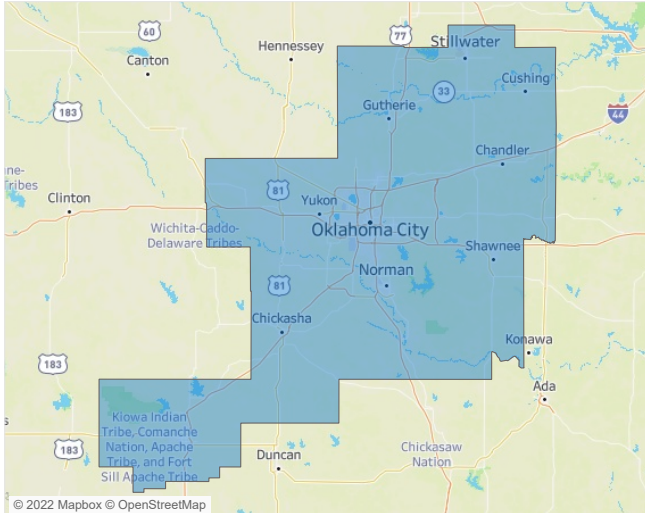 60
77
Stillwater
Hennessey
Canton
Cushing
33
Gutherie
183
44
Chandler
Tribes
81
Clinton
Yukon
Wichita-Caddo-
Delaware Tribes
Oklahoma City
Shawnee
Norman
81
Chickasha
Konawa
183
Ada
Kiowa Indian
Tribe, Comanche
Nation, Apache
Tribe, and Fort
Sill Apache Tribe
183
Duncan
Chickasaw
Nation
© 2022 Mapbox © OpenStreetMap